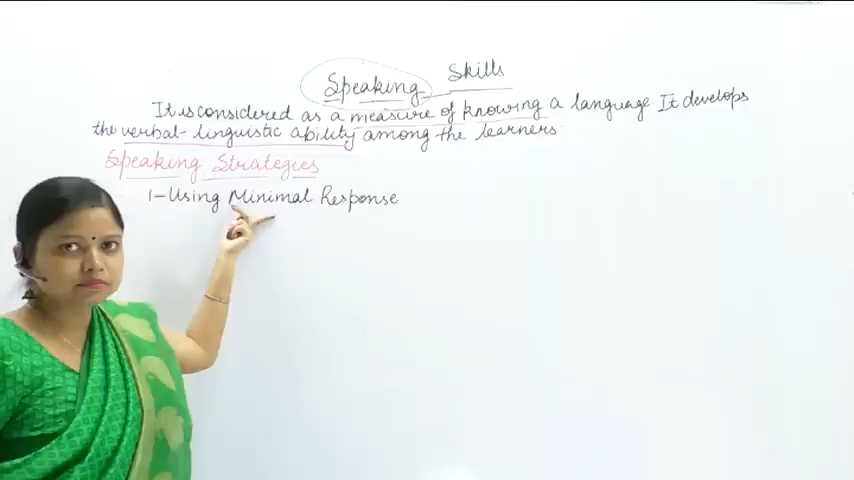 Speaking Skills
It is considered as a measure of knowing a language It develops
the verbal-linguistic ability among the learners.
Speaking Strategies
1-Using Minimal Response